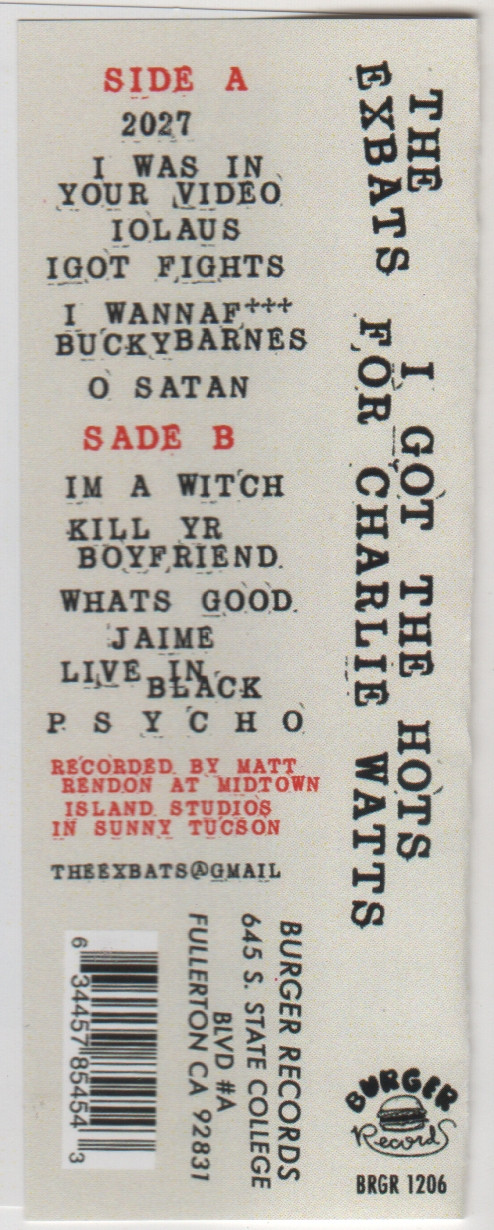 SIDE A
2027
I WAS IN
YOUR VIDEO
IOLAUS
IGOT FIGHTS
I WANNAF+++
BUCKYBARNES
O SATAN
SADE B
IM A WITCH
KILL YR
BOYFRIEND
WHATS GOOD
JAIME
LIVE IN
BLACK
P S Y C H O
RECORDED BY MATT
RENDON AT MIDTOWN
ISLAND STUDIOS
IN SUNNY TUCSON
THEEXBATS@GMAIL
6 34457 85454 3
BURGER RECORDS
645 S. STATE COLLEGE
BLVD #A
FULLERTON CA 92831
THE
EXBATS
I GOT THE HOTS
FOR CHARLIE WATTS
BURGER
Records
BRGR 1206